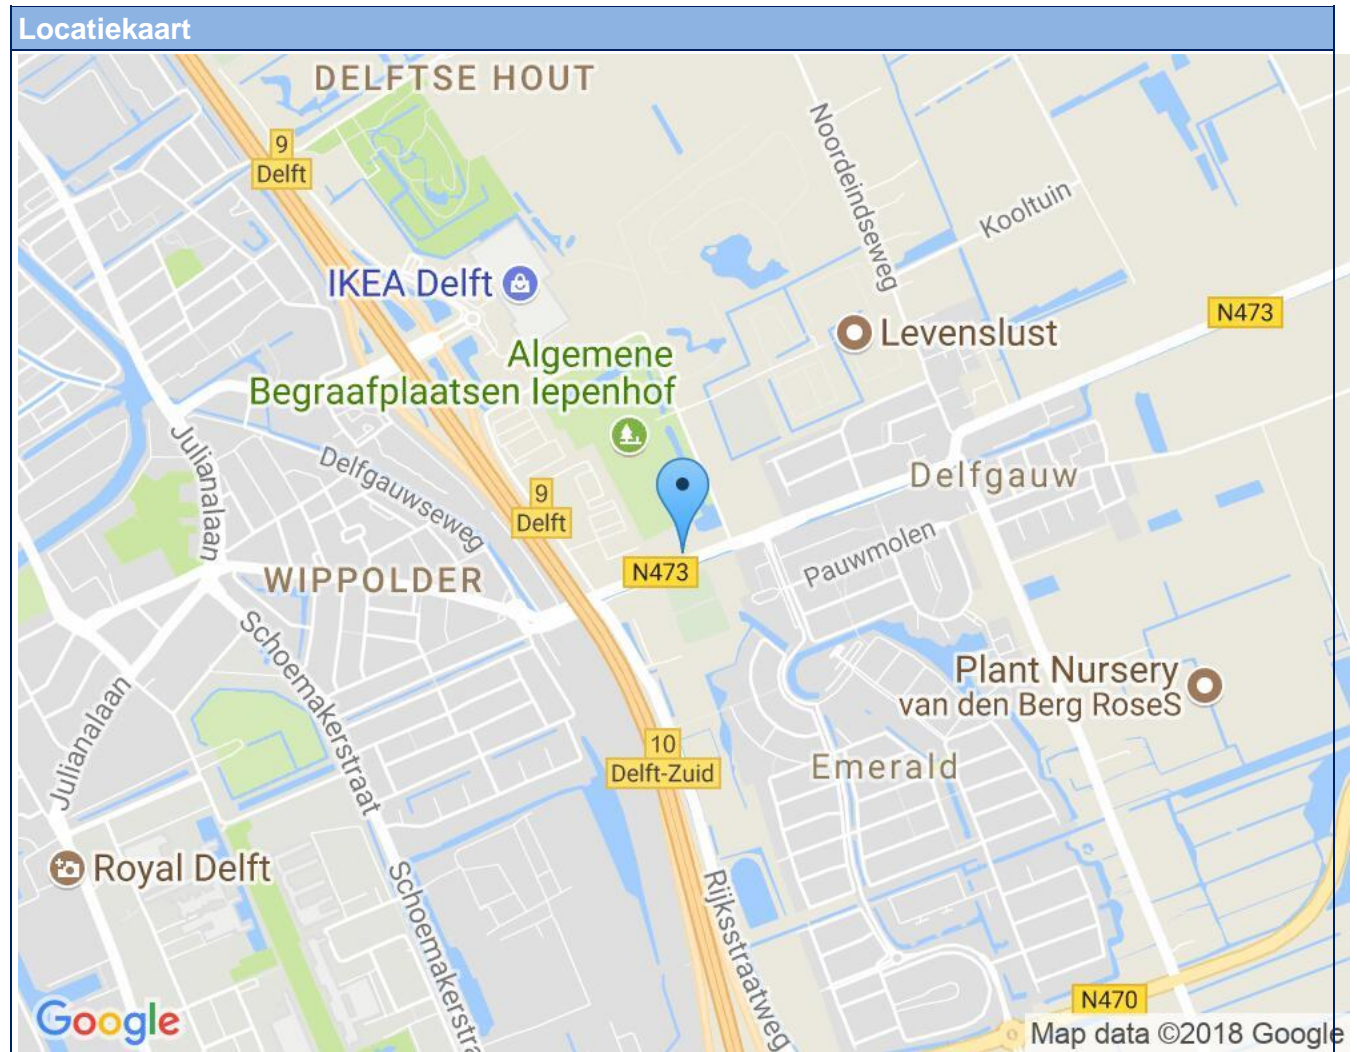 Locatiekaart
DELFTSE HOUT
9
Delft
Noordeindseweg
Kooltuin
IKEA Delft
N473
Levenslust
Algemene
Begraafplaatsen Iepenhof
Julianalaan
Delfgauwseweg
Delfgauw
9
Delft
Pauwmolen
N473
WIPPOLDER
Schoemakerstraat
Plant Nursery
van den Berg RoseS
Julianalaan
10
Delft-Zuid
Emerald
Royal Delft
Schoemakerstra
Rijksstraatweg
N470
Google
Map data ©2018 Google